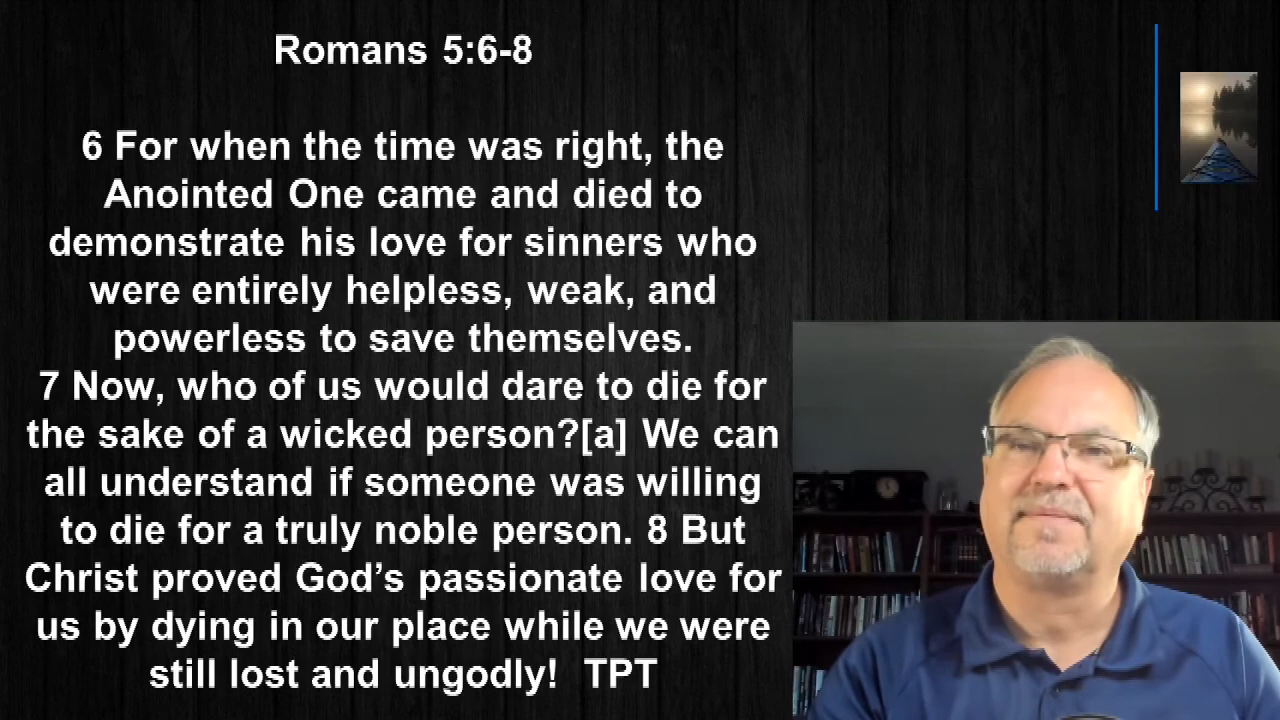 Romans 5:6-8
6 For when the time was right, the
Anointed One came and died to
demonstrate his love for sinners who
were entirely helpless, weak, and
powerless to save themselves.
7 Now, who of us would dare to die for
the sake of a wicked person?[a] We can
all understand if someone was willing
to die for a truly noble person. 8 But
Christ proved God’s passionate love for
us by dying in our place while we were
still lost and ungodly!  TPT